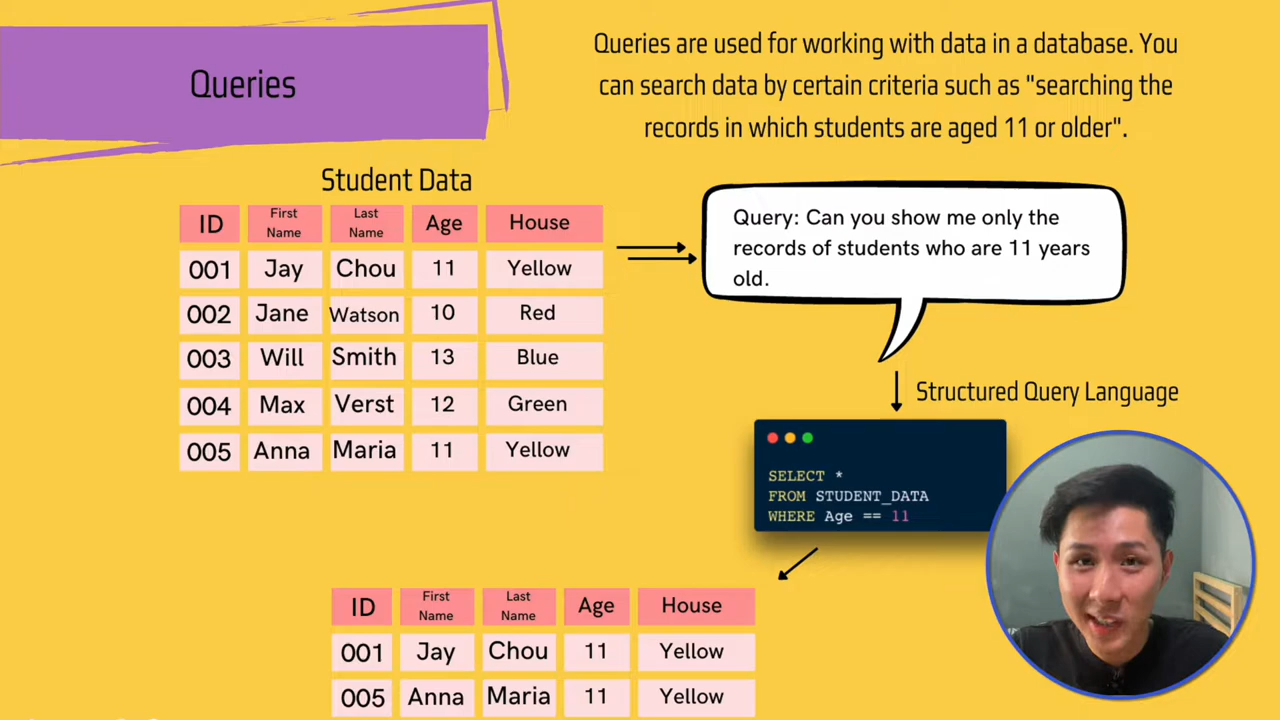 Queries
Queries are used for working with data in a database. You
can search data by certain criteria such as "searching the
records in which students are aged 11 or older".
Student Data
ID First Name Last Name Age House
001 Jay Chou 11 Yellow
002 Jane Watson 10 Red
003 Will Smith 13 Blue
004 Max Verst 12 Green
005 Anna Maria 11 Yellow
Query: Can you show me only the
records of students who are 11 years
old.
Structured Query Language
SELECT *
FROM STUDENT_DATA
WHERE Age == 11
ID First Name Last Name Age House
001 Jay Chou 11 Yellow
005 Anna Maria 11 Yellow